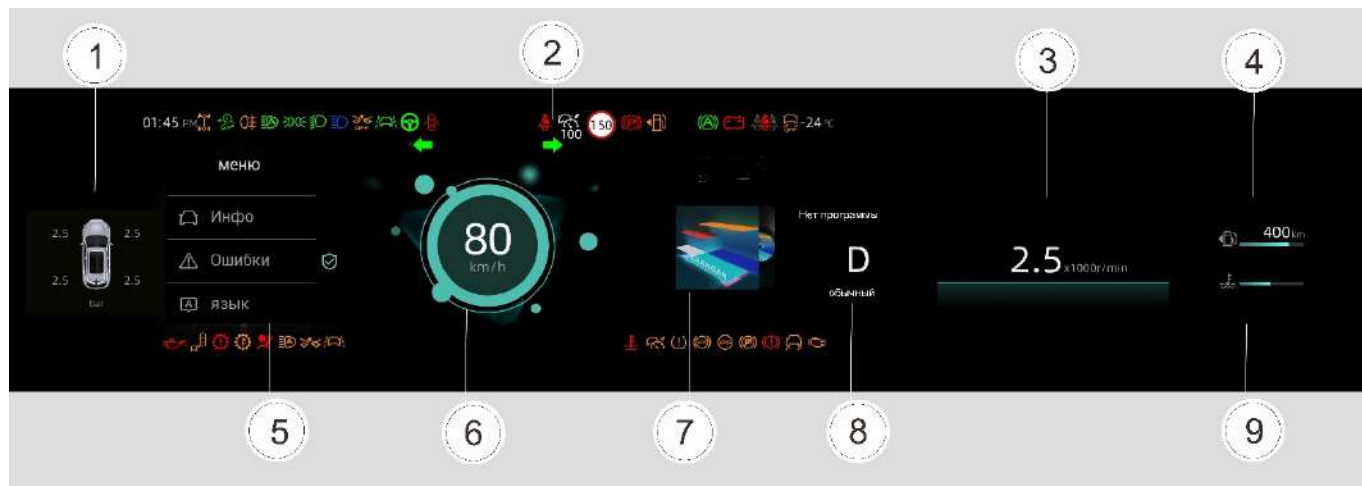 1
2
3
4
01:45 PM
100
150
-24 °C
меню
Инфо
Ошибки
язык
2.5
2.5
2.5
2.5
bar
80
km/h
Нет программы
D
обычный
2.5 x1000r/min
400 km
5
6
7
8
9